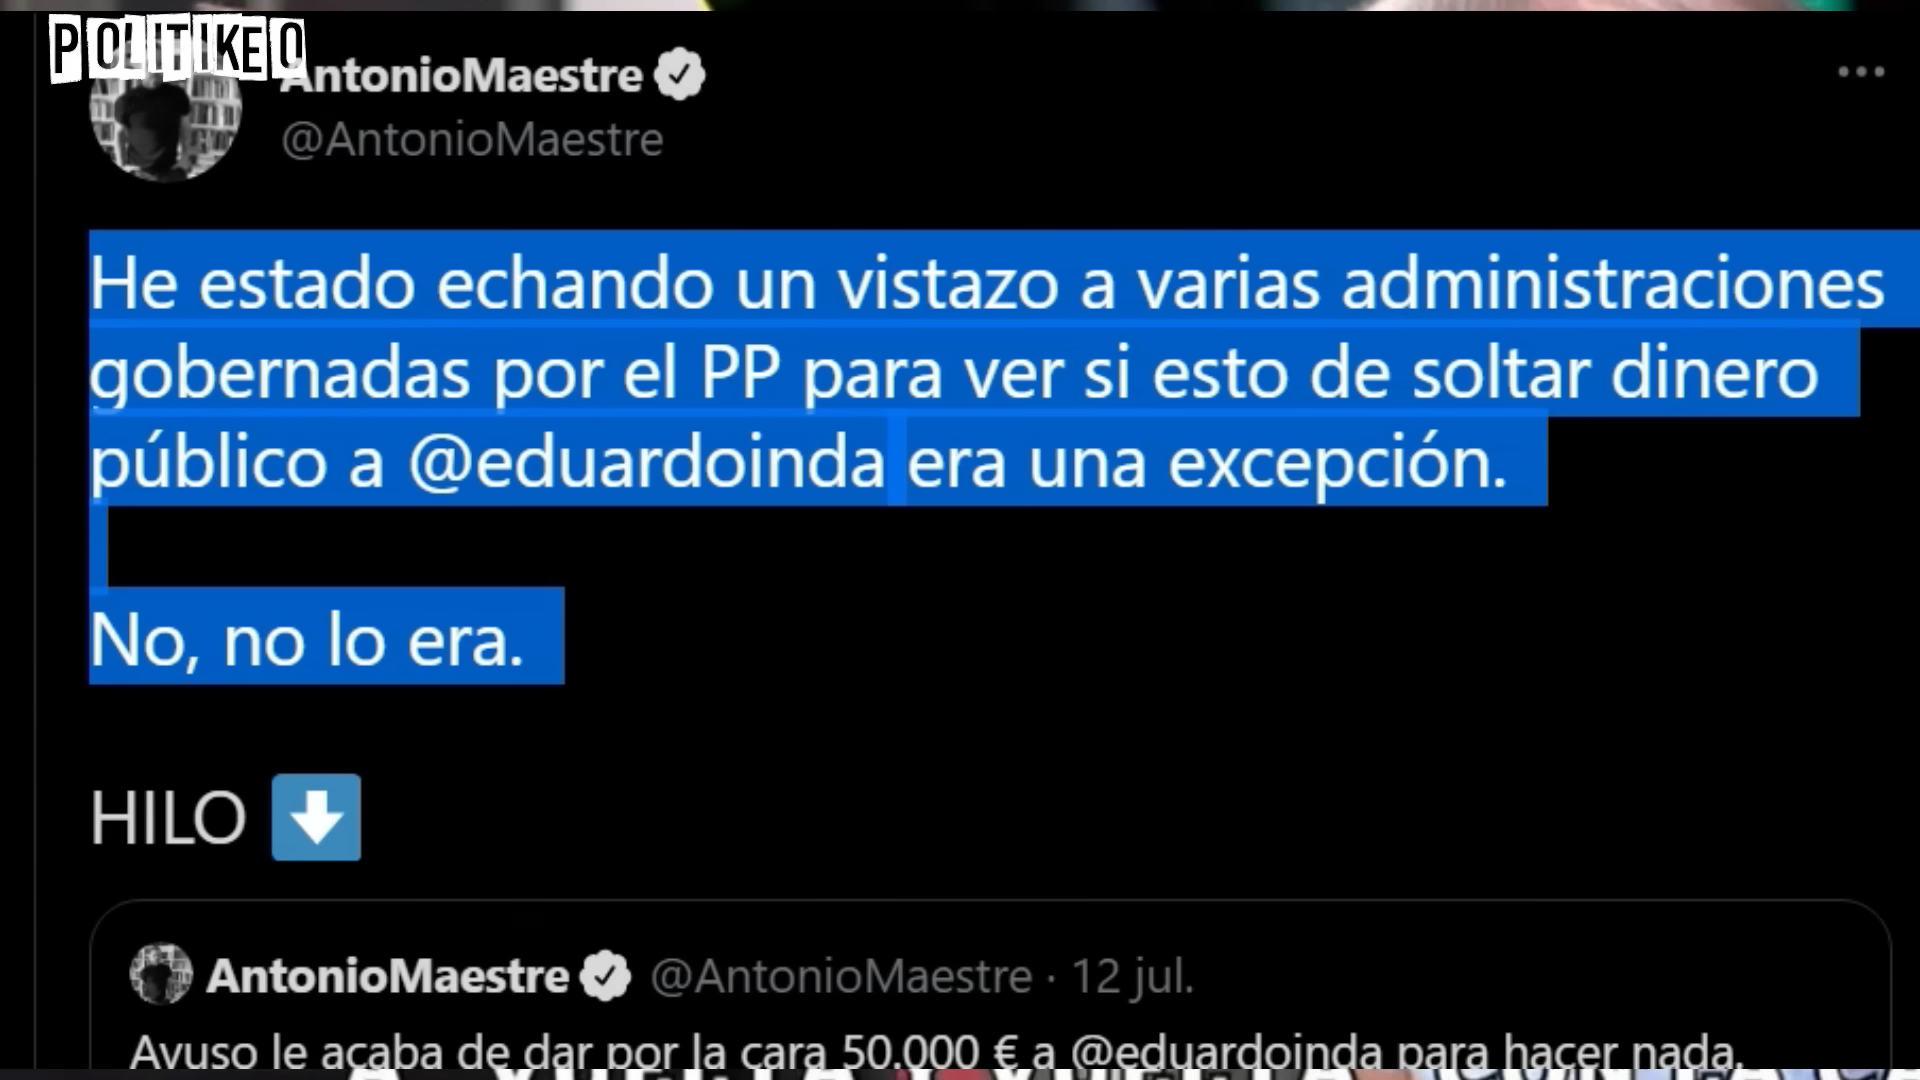 POLITIKEO
AntonioMaestre
@AntonioMaestre
He estado echando un vistazo a varias administraciones
gobernadas por el PP para ver si esto de soltar dinero
público a @eduardoinda era una excepción.
No, no lo era.
HILO
AntonioMaestre @AntonioMaestre · 12 jul.
Ayuso le acaba de dar por la cara 50.000 € a @eduardoinda para hacer nada.